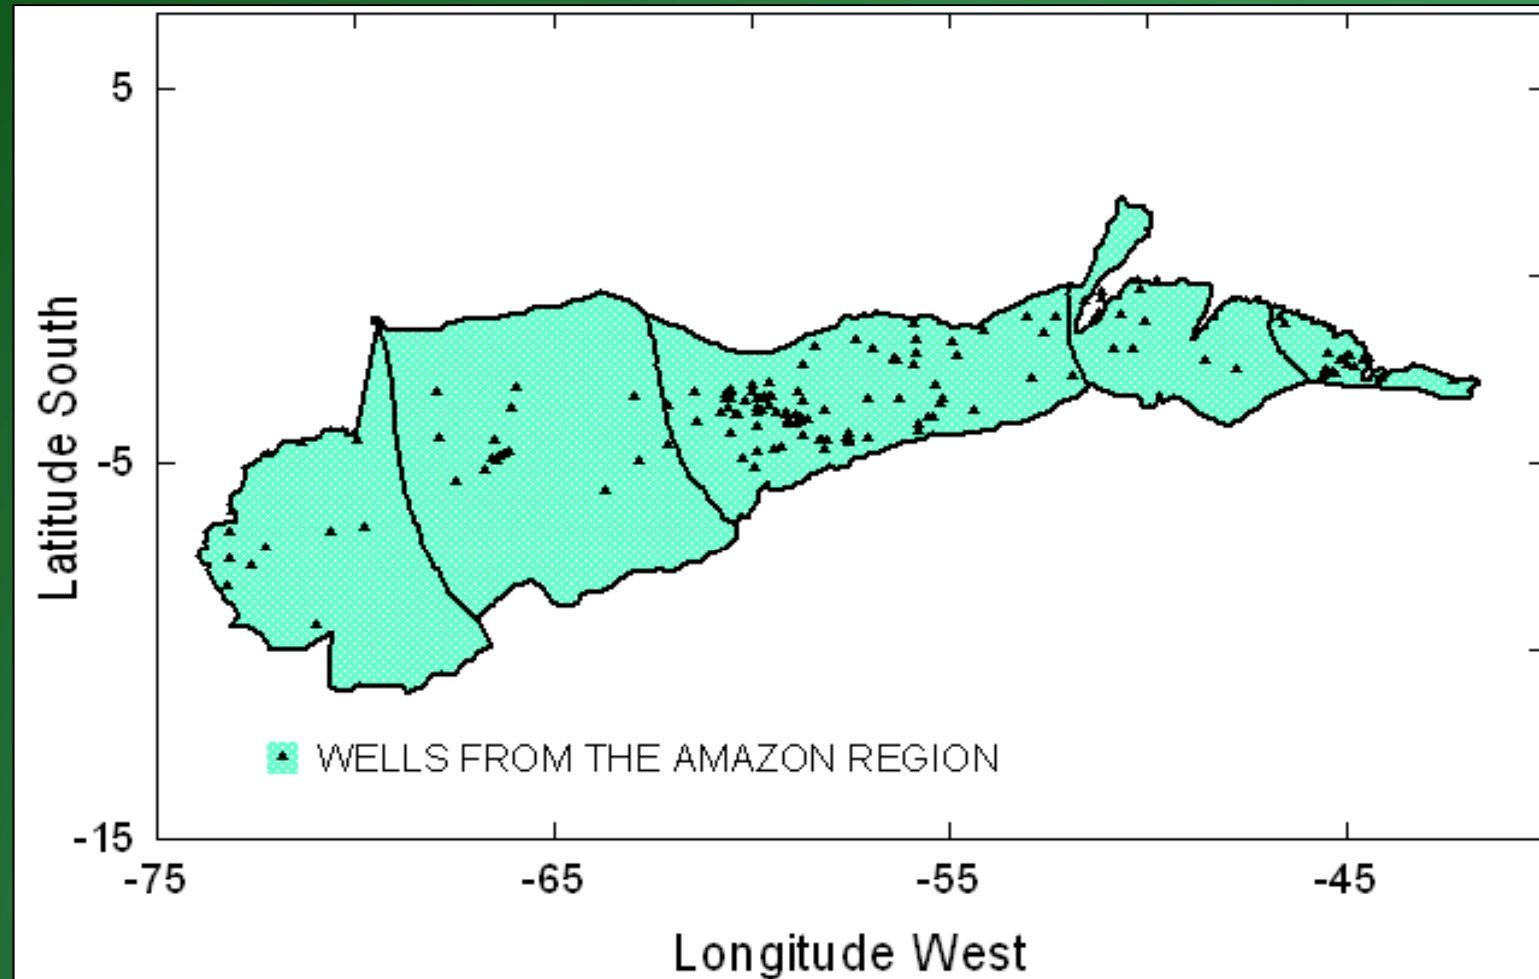 5
-5
-15
Latitude South
WELLS FROM THE AMAZON REGION
-75 -65 -55 -45
Longitude West